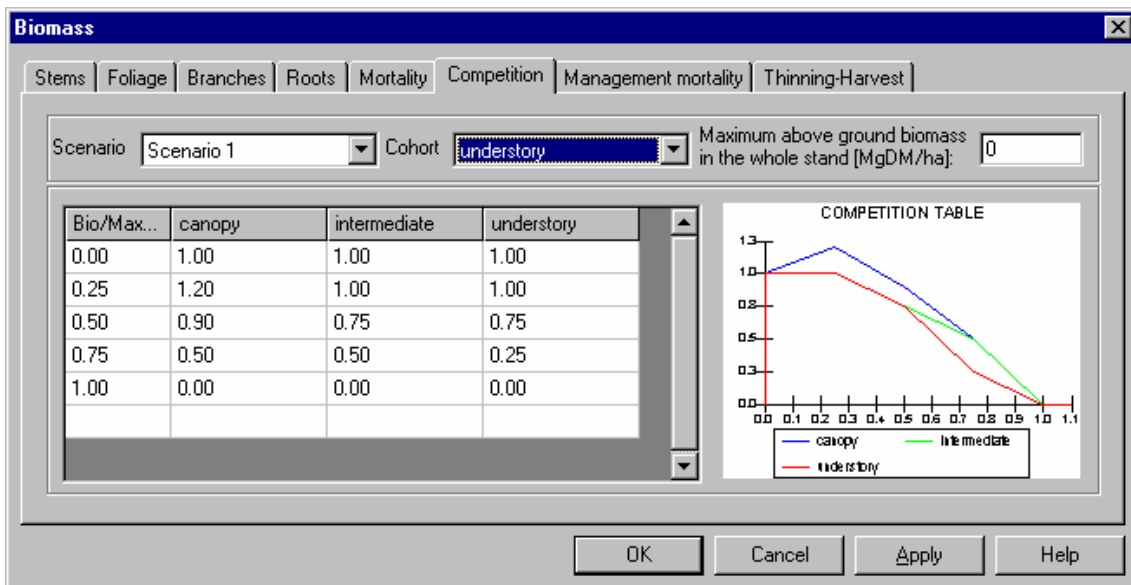 Biomass
Stems Foliage Branches Roots Mortality Competition Management mortality Thinning-Harvest
Scenario Scenario 1 Cohort understory Maximum above ground biomass
in the whole stand [MgDM/ha]: 0
Bio/Max... canopy intermediate understory
0.00 1.00 1.00 1.00
0.25 1.20 1.00 1.00
0.50 0.90 0.75 0.75
0.75 0.50 0.50 0.25
1.00 0.00 0.00 0.00
COMPETITION TABLE
1.3
1.0
0.8
0.5
0.3
0.0
0.0 0.1 0.2 0.3 0.4 0.5 0.6 0.7 0.8 0.9 1.0 1.1
canopy intermediate
understory
OK Cancel Apply Help